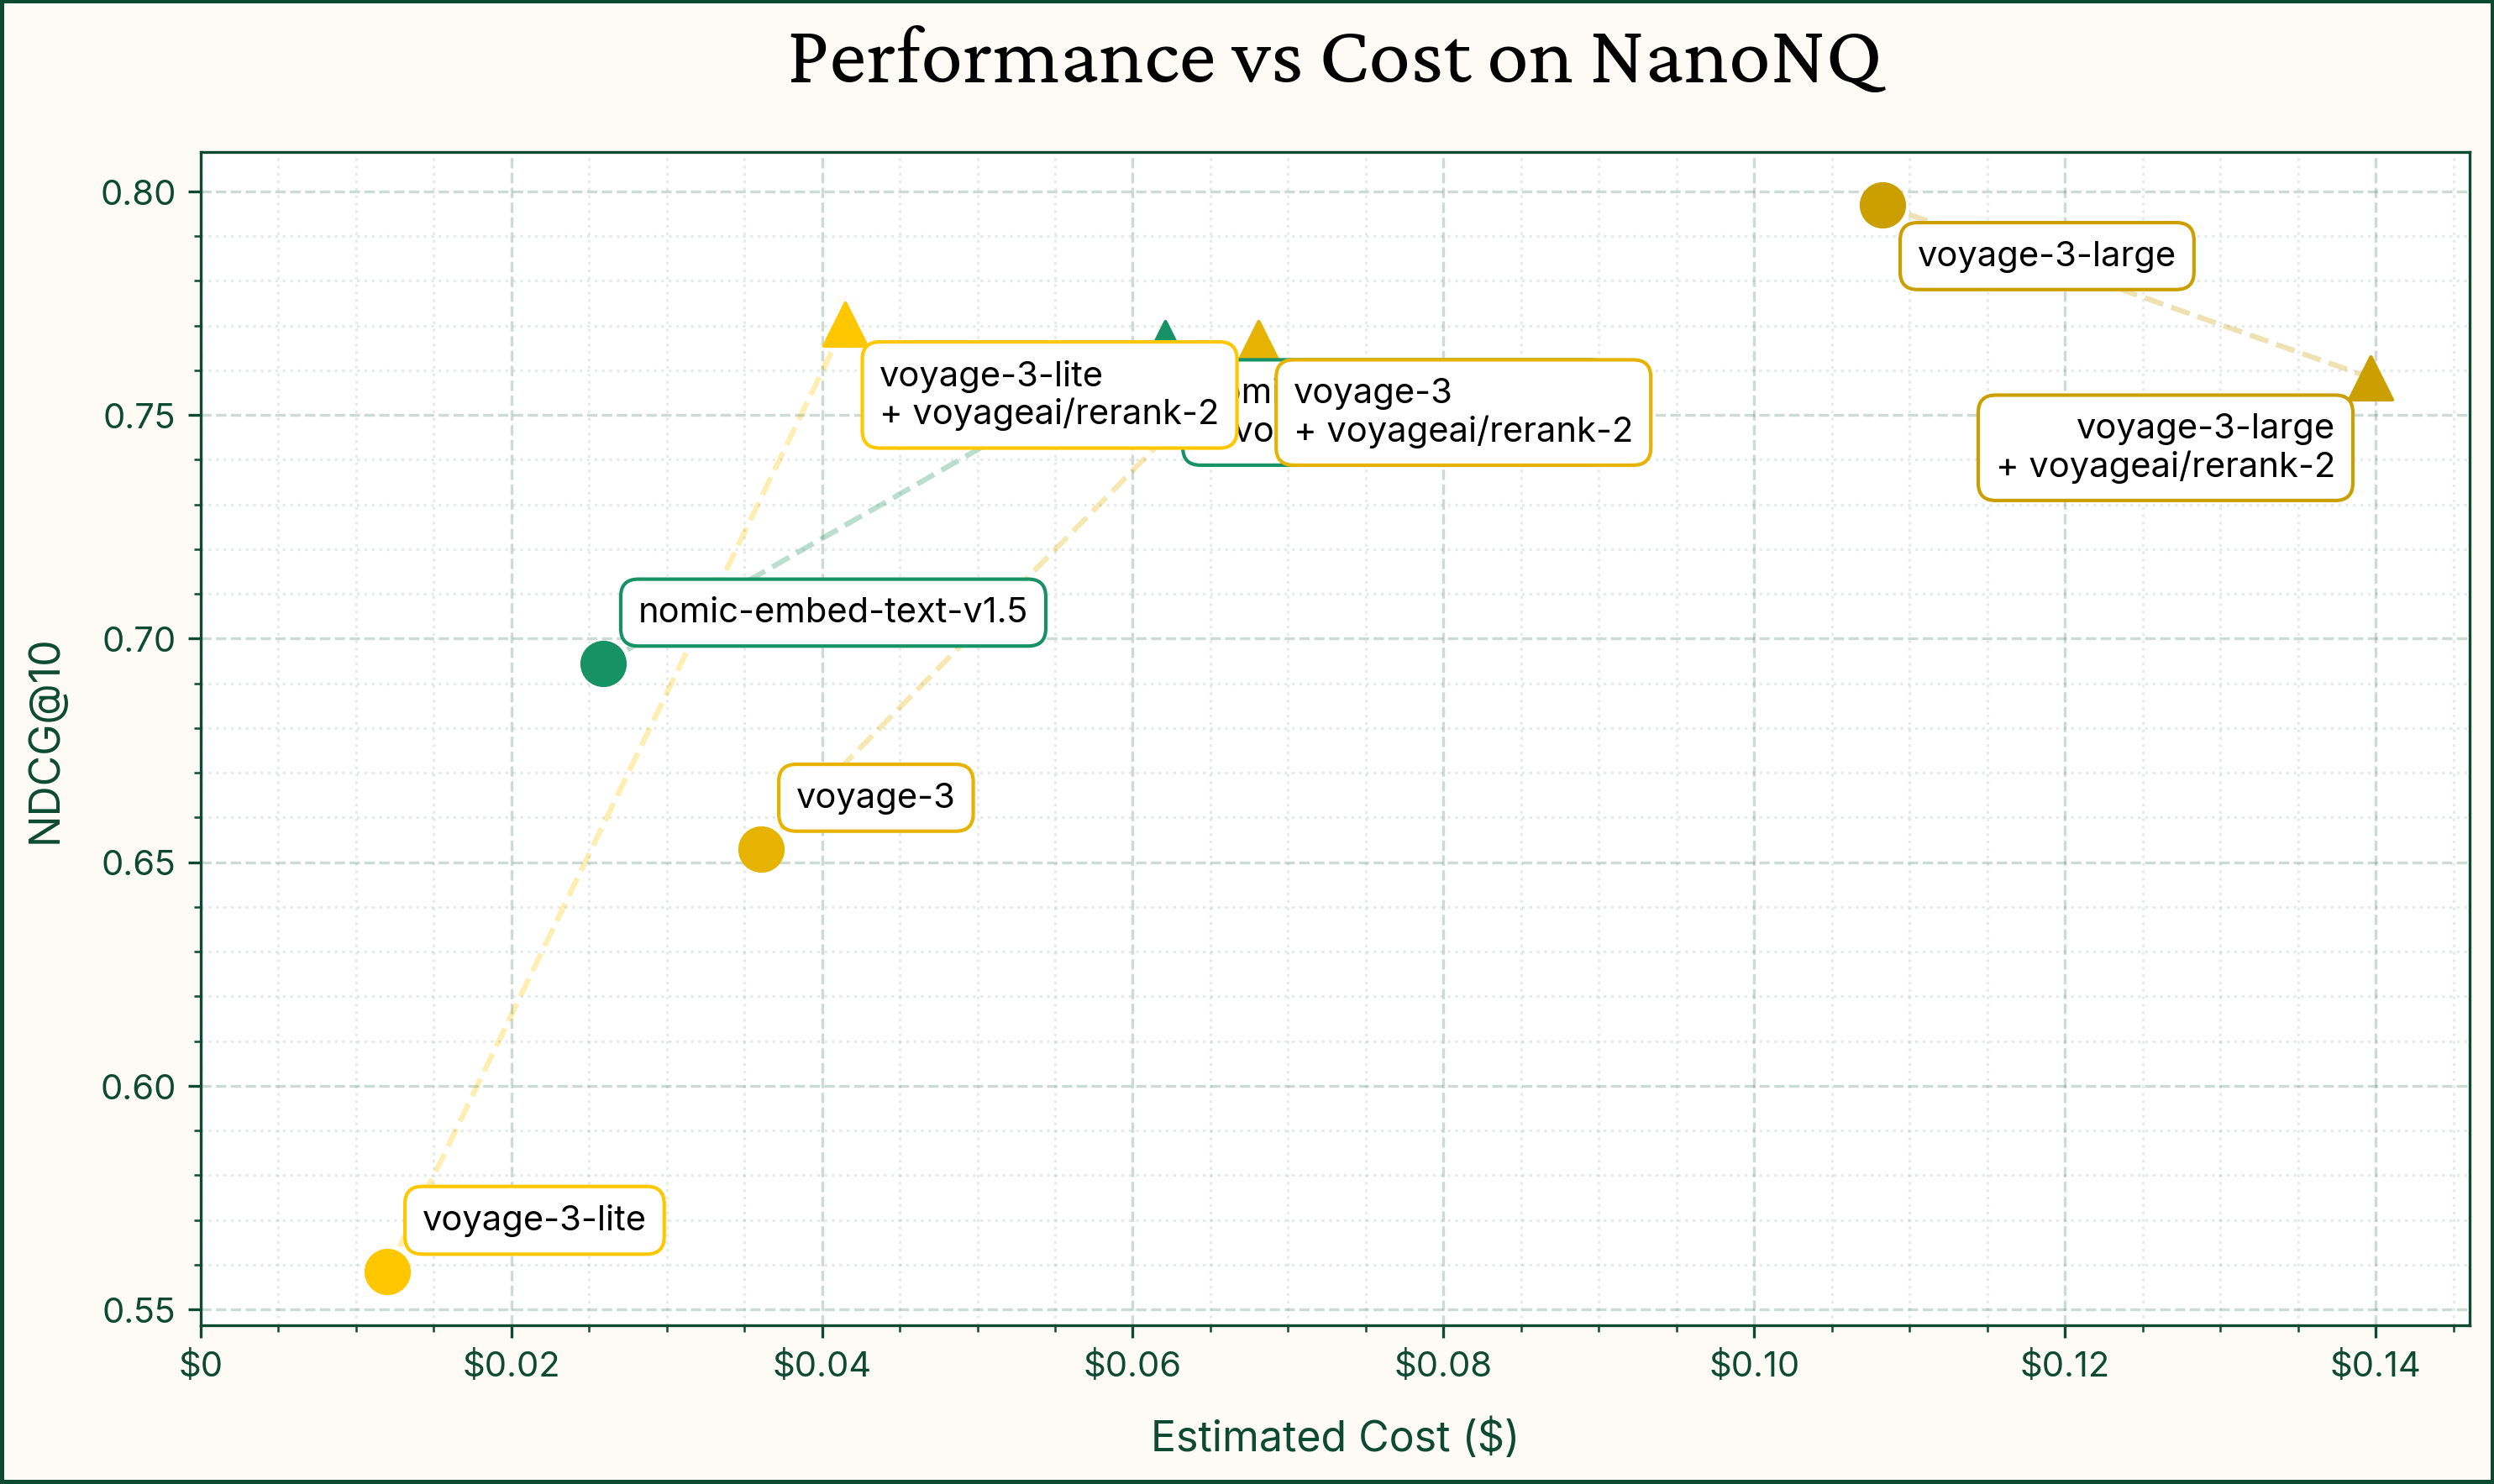 Performance vs Cost on NanoNQ
NDCG@10
0.80
0.75
0.70
0.65
0.60
0.55
voyage-3-large
voyage-3-lite
+ voyageai/rerank-2
voyage-3
+ voyageai/rerank-2
voyage-3-large
+ voyageai/rerank-2
nomic-embed-text-v1.5
voyage-3
voyage-3-lite
$0
$0.02
$0.04
$0.06
$0.08
$0.10
$0.12
$0.14
Estimated Cost ($)